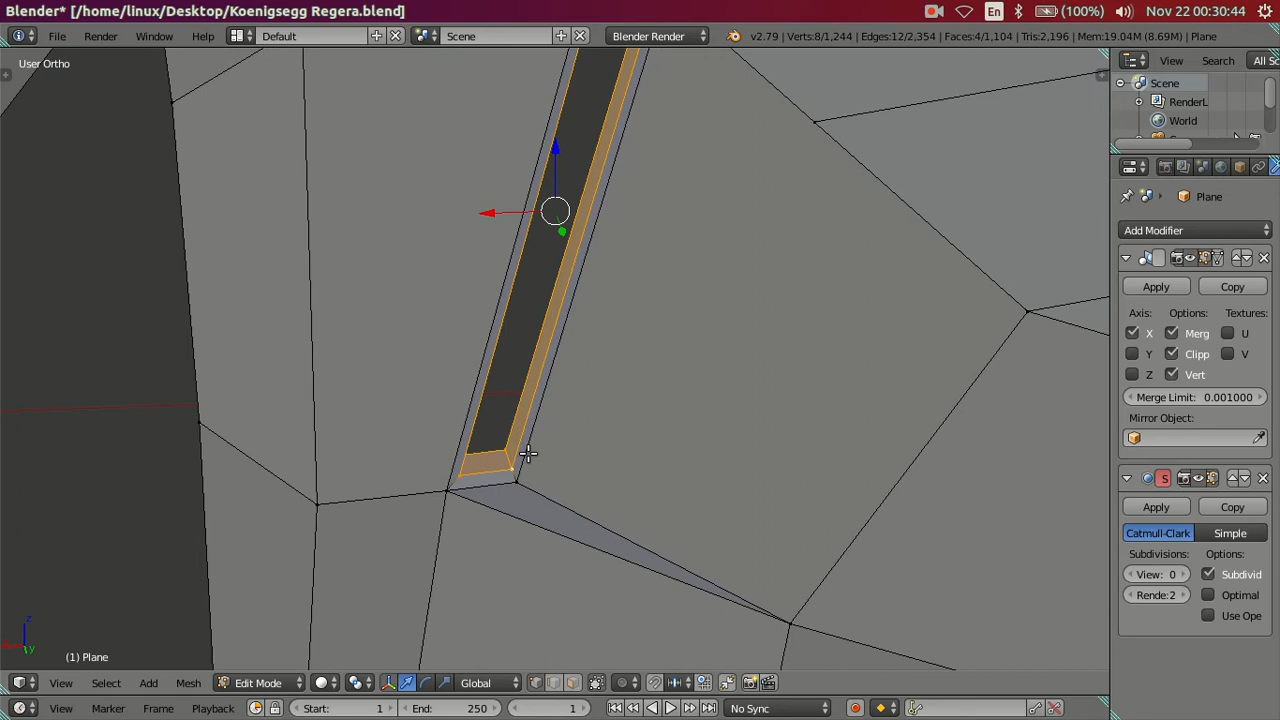 Blender* [/home/linux/Desktop/Koenigsegg Regera.blend]
En (100%) Nov 22 00:30:44
File Render Window Help Default Scene Blender Render v2.79 | Verts:8/1,244 | Edges:12/2,354 | Faces:4/1,104 | Tris:2,196 | Mem:19.04M (8.69M) | Plane
User Ortho
View Search All Sc
Scene
RenderL
World
Plane
Add Modifier
Apply Copy
Axis: Options: Textures:
X Merg U
Y Clipp V
Z Vert
Merge Limit: 0.001000
Mirror Object:
S
Apply Copy
Catmull-Clark Simple
Subdivisions: Options:
View: 0 Subdivid
Rende:2 Optimal
Use Ope
z
x y
(1) Plane
View Select Add Mesh Edit Mode Global
View Marker Frame Playback Start: 1 End: 250 1 No Sync